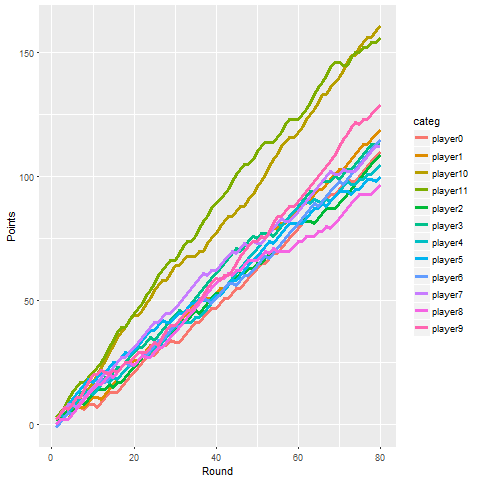 150
100
50
0
Points
0 20 40 60 80
Round
categ
player0
player1
player10
player11
player2
player3
player4
player5
player6
player7
player8
player9